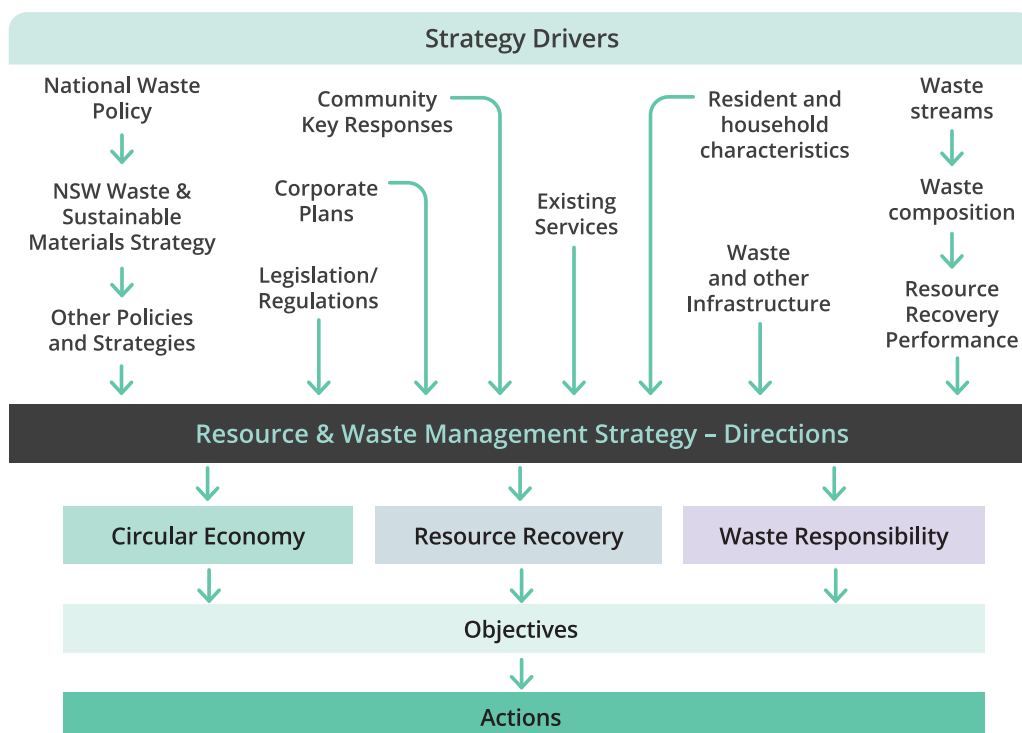 Strategy Drivers
National Waste
Policy
NSW Waste &
Sustainable
Materials Strategy
Other Policies
and Strategies
Community
Key Responses
Corporate
Plans
Legislation/
Regulations
Existing
Services
Resident and
household
characteristics
Waste
and other
Infrastructure
Waste
streams
Waste
composition
Resource
Recovery
Performance
Resource & Waste Management Strategy – Directions
Circular Economy
Resource Recovery
Waste Responsibility
Objectives
Actions